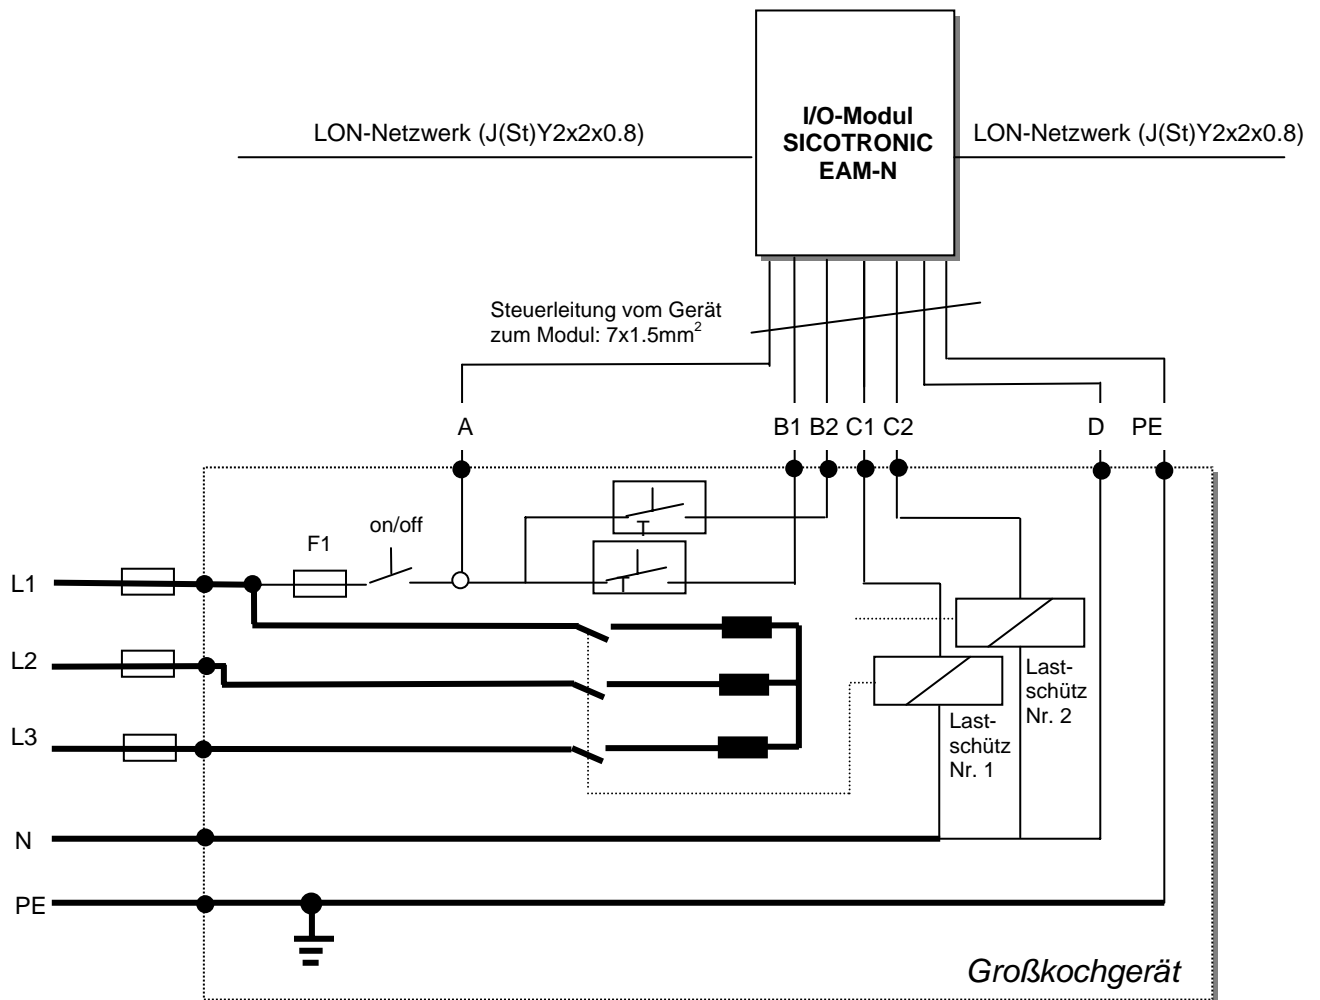 I/O-Modul
SICOTRONIC
EAM-N
LON-Netzwerk (J(St)Y2x2x0.8)
LON-Netzwerk (J(St)Y2x2x0.8)
Steuerleitung vom Gerät
zum Modul: 7x1.5mm²
A
B1
B2
C1
C2
D
PE
on/off
F1
L1
L2
L3
N
PE
Last-
schütz
Nr. 2
Last-
schütz
Nr. 1
Großkochgerät